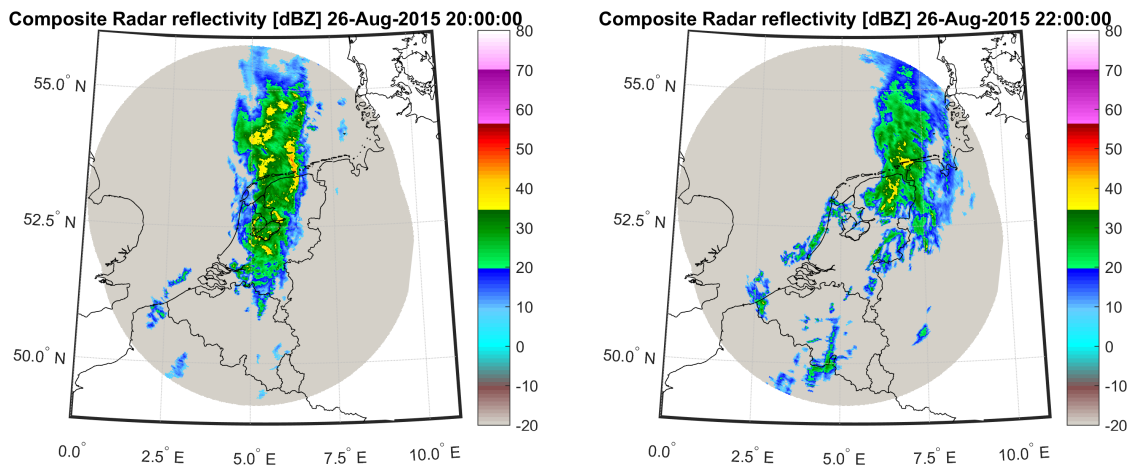 Composite Radar reflectivity [dBZ] 26-Aug-2015 20:00:00
80
70
60
50
40
30
20
10
0
-10
-20
55.0° N
52.5° N
50.0° N
0.0°
2.5° E
5.0° E
7.5° E
10.0° E
Composite Radar reflectivity [dBZ] 26-Aug-2015 22:00:00
80
70
60
50
40
30
20
10
0
-10
-20
55.0° N
52.5° N
50.0° N
0.0°
2.5° E
5.0° E
7.5° E
10.0° E